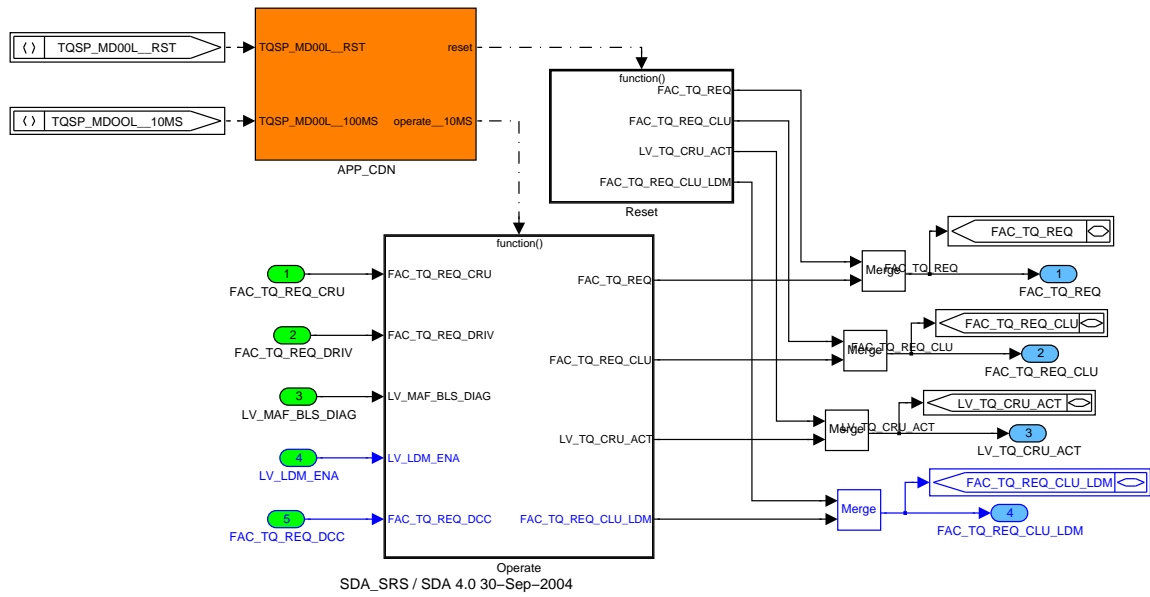 TQSP_MD00L__RST
TQSP_MDOOL__10MS
TQSP_MD00L__RST
reset
TQSP_MD00L__100MS
operate__10MS
APP_CDN
function()
FAC_TQ_REQ
FAC_TQ_REQ_CLU
LV_TQ_CRU_ACT
FAC_TQ_REQ_CLU_LDM
Reset
1
FAC_TQ_REQ_CRU
2
FAC_TQ_REQ_DRIV
3
LV_MAF_BLS_DIAG
4
LV_LDM_ENA
5
FAC_TQ_REQ_DCC
function()
FAC_TQ_REQ_CRU
FAC_TQ_REQ_DRIV
LV_MAF_BLS_DIAG
LV_LDM_ENA
FAC_TQ_REQ_DCC
FAC_TQ_REQ
FAC_TQ_REQ_CLU
LV_TQ_CRU_ACT
FAC_TQ_REQ_CLU_LDM
Operate
Merge
FAC_TQ_REQ
FAC_TQ_REQ
1
FAC_TQ_REQ
Merge
FAC_TQ_REQ_CLU
FAC_TQ_REQ_CLU
2
FAC_TQ_REQ_CLU
Merge
LV_TQ_CRU_ACT
LV_TQ_CRU_ACT
3
LV_TQ_CRU_ACT
Merge
FAC_TQ_REQ_CLU_LDM
4
FAC_TQ_REQ_CLU_LDM
SDA_SRS / SDA 4.0 30−Sep−2004